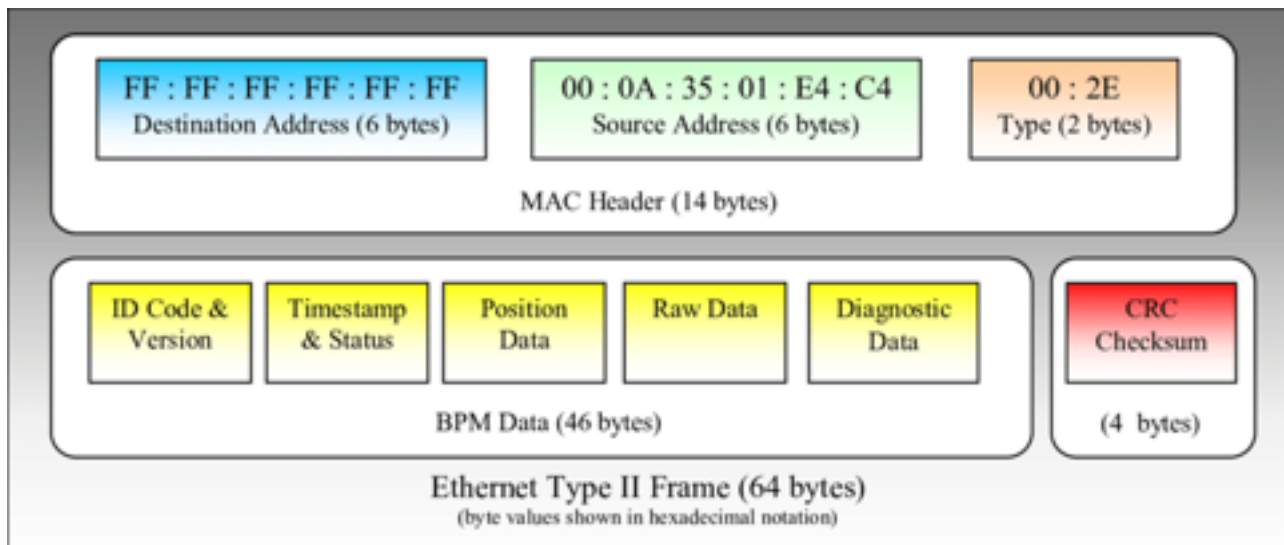 FF : FF : FF : FF : FF : FF
Destination Address (6 bytes)
00 : 0A : 35 : 01 : E4 : C4
Source Address (6 bytes)
00 : 2E
Type (2 bytes)
MAC Header (14 bytes)
ID Code &
Version
Timestamp
& Status
Position
Data
Raw Data
Diagnostic
Data
BPM Data (46 bytes)
CRC
Checksum
(4 bytes)
Ethernet Type II Frame (64 bytes)
(byte values shown in hexadecimal notation)